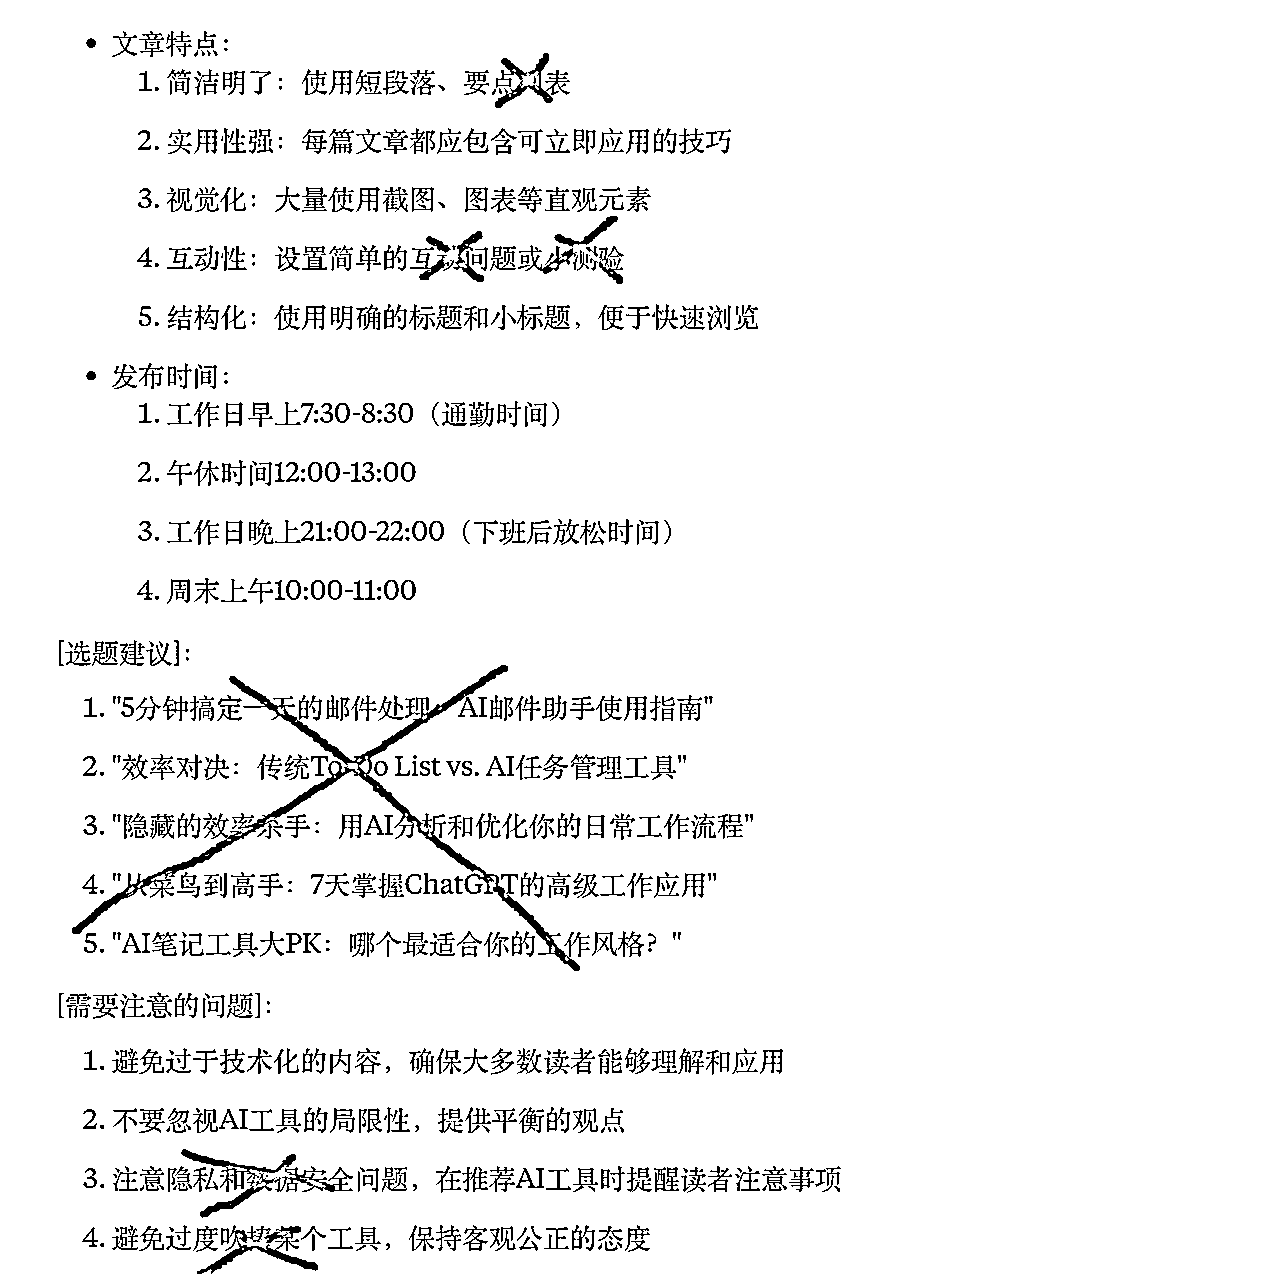 • 文章特点：
1. 简洁明了：使用短段落、要点列表
2. 实用性强：每篇文章都应包含可立即应用的技巧
3. 视觉化：大量使用截图、图表等直观元素
4. 互动性：设置简单的互动问题或小测验
5. 结构化：使用明确的标题和小标题，便于快速浏览
• 发布时间：
1. 工作日早上7:30-8:30（通勤时间）
2. 午休时间12:00-13:00
3. 工作日晚上21:00-22:00（下班后放松时间）
4. 周末上午10:00-11:00
[选题建议]：
1. "5分钟搞定一天的邮件处理：AI邮件助手使用指南"
2. "效率对决：传统To-Do List vs. AI任务管理工具"
3. "隐藏的效率杀手：用AI分析和优化你的日常工作流程"
4. "从菜鸟到高手：7天掌握ChatGPT的高级工作应用"
5. "AI笔记工具大PK：哪个最适合你的工作风格？"
[需要注意的问题]：
1. 避免过于技术化的内容，确保大多数读者能够理解和应用
2. 不要忽视AI工具的局限性，提供平衡的观点
3. 注意隐私和数据安全问题，在推荐AI工具时提醒读者注意事项
4. 避免过度吹捧某个工具，保持客观公正的态度